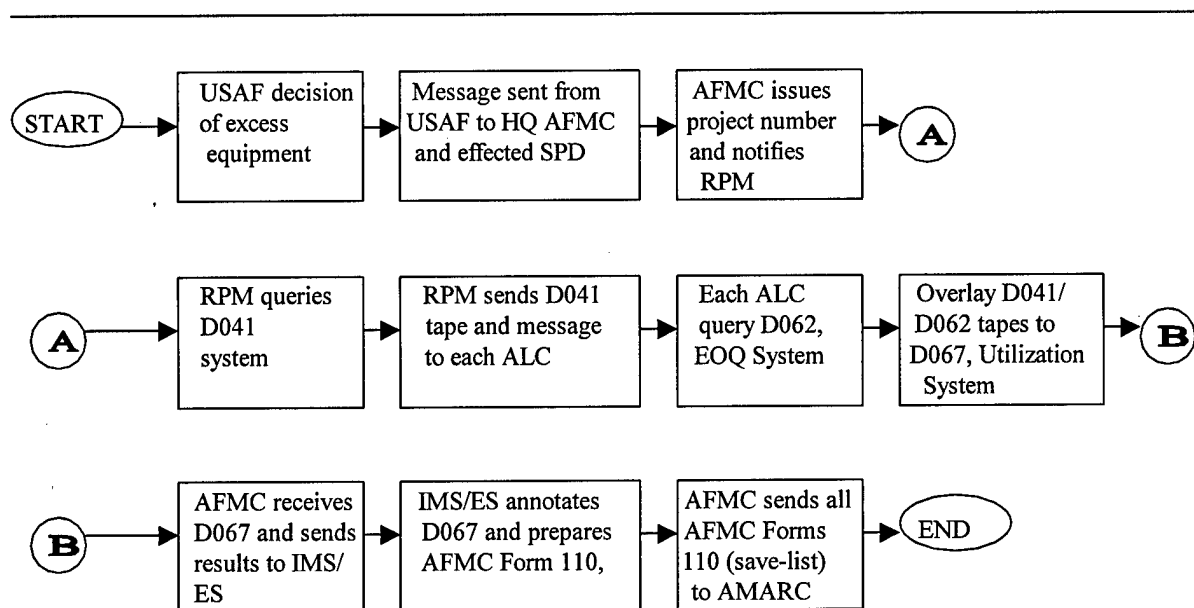 START
USAF decision
of excess
equipment
Message sent from
USAF to HQ AFMC
and effected SPD
AFMC issues
project number
and notifies
RPM
A
A
RPM queries
D041
system
RPM sends D041
tape and message
to each ALC
Each ALC
query D062,
EOQ System
Overlay D041/
D062 tapes to
D067, Utilization
System
B
B
AFMC receives
D067 and sends
results to IMS/
ES
IMS/ES annotates
D067 and prepares
AFMC Form 110,
AFMC sends all
AFMC Forms
110 (save-list)
to AMARC
END